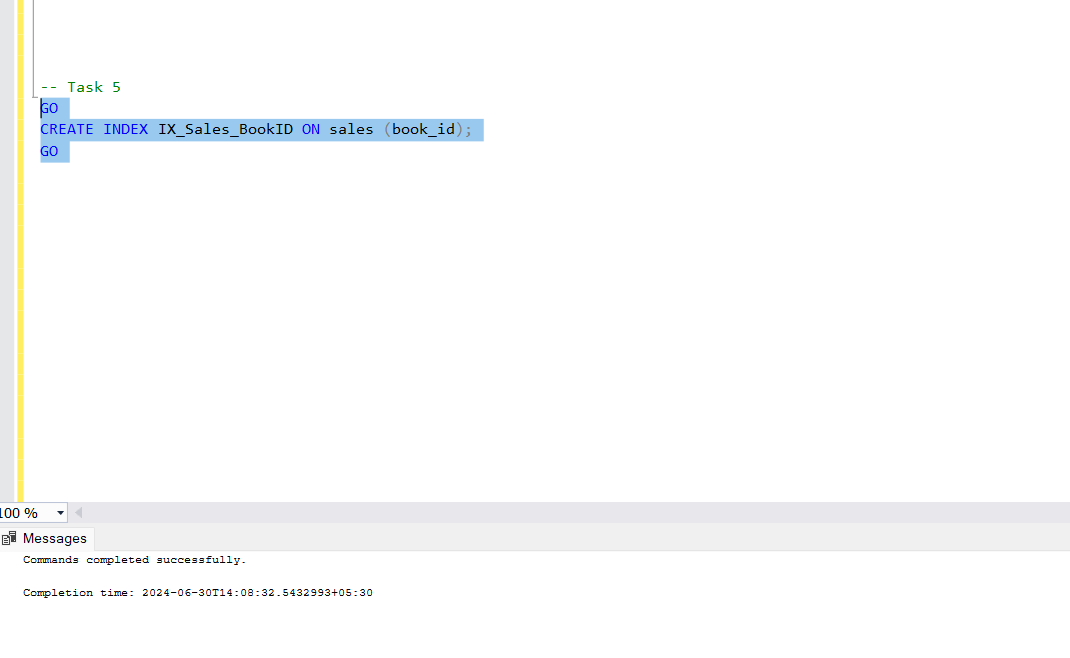 -- Task 5
GO
CREATE INDEX IX_Sales_BookID ON sales (book_id);
GO
100 %
Messages
Commands completed successfully.
Completion time: 2024-06-30T14:08:32.5432993+05:30